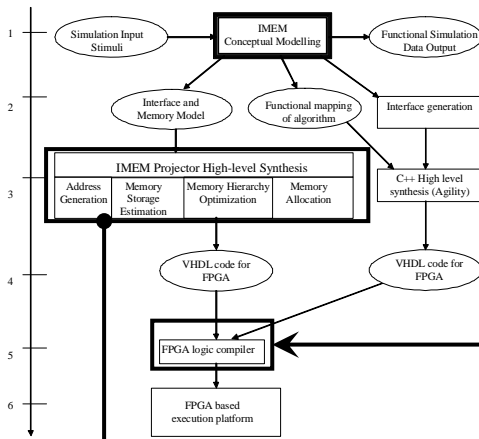 1
Simulation Input
Stimuli
IMEM
Conceptual Modelling
Functional Simulation
Data Output
2
Interface and
Memory Model
Functional mapping
of algorithm
Interface generation
3
IMEM Projector High-level Synthesis
Address
Generation
Memory
Storage
Estimation
Memory Hierarchy
Optimization
Memory
Allocation
C++ High level
synthesis (Agility)
4
VHDL code for
FPGA
VHDL code for
FPGA
5
FPGA logic compiler
6
FPGA based
execution platform